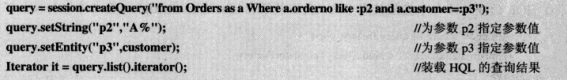 query = session.createQuery("from Orders as a Where a.orderno like :p2 and a.customer=:p3");
query.setString("p2","A%"); //为参数 p2 指定参数值
query.setEntity("p3",customer); //为参数 p3 指定参数值
Iterator it = query.list().iterator(); //装载 HQL 的查询结果